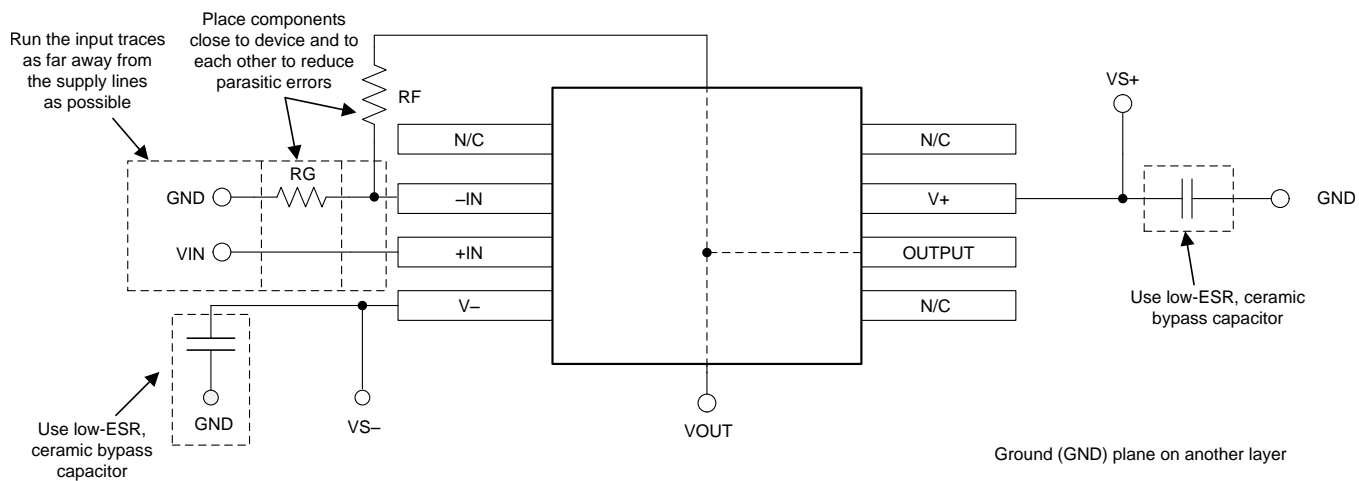 Run the input traces
as far away from
the supply lines
as possible
Place components
close to device and to
each other to reduce
parasitic errors
RF
VS+
N/C
N/C
RG
GND
–IN
V+
GND
VIN
+IN
OUTPUT
V–
N/C
Use low-ESR, ceramic
bypass capacitor
GND
VS–
VOUT
Use low-ESR,
ceramic bypass
capacitor
Ground (GND) plane on another layer